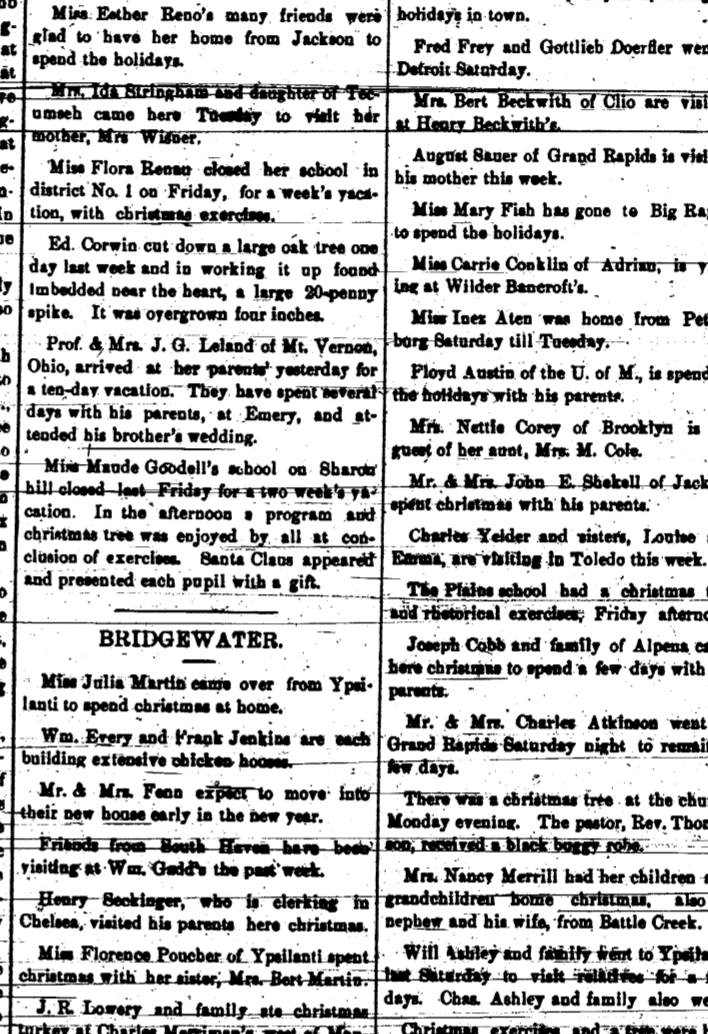 Miss Esther Reno's many friends were
glad to have her home from Jackson to
spend the holidays.
Mrs. Ida Stringham and daughter of Tec-
umseh came here Tuesday to visit her
mother, Mrs Wisner.
Miss Flora Renau closed her school in
district No. 1 on Friday, for a week's vaca-
tion, with christmas exercises.
Ed. Corwin cut down a large oak tree one
day last week and in working it up found
imbedded near the heart, a large 20-penny
spike. It was overgrown four inches.
Prof. & Mrs. J. G. Leland of Mt. Vernon,
Ohio, arrived at her parents' yesterday for
a ten-day vacation. They have spent several
days with his parents, at Emery, and at-
tended his brother's wedding.
Miss Maude Goodell's school on Sharon
hill closed last Friday for a two week's va-
cation. In the afternoon a program and
christmas tree was enjoyed by all at con-
clusion of exercises. Santa Claus appeared
and presented each pupil with a gift.
BRIDGEWATER.
Miss Julia Martin came over from Ypsi-
lanti to spend christmas at home.
Wm. Every and Frank Jenkins are each
building extensive chicken houses.
Mr. & Mrs. Fenn expect to move into
their new house early in the new year.
Friends from South Haven have been
visiting at Wm. Gadd's the past week.
Henry Seckinger, who is clerking in
Chelsea, visited his parents here christmas.
Miss Florence Poucher of Ypsilanti spent
christmas with her sister, Mrs. Bert Martin.
J. R. Lowery and family ate christmas
turkey at Charles Merriman's west of Man-
holidays in town.
Fred Frey and Gottlieb Doerfler wen
Detroit Saturday.
Mrs. Bert Beckwith of Clio are visi
at Henry Beckwith's.
August Sauer of Grand Rapids is visi
his mother this week.
Miss Mary Fish has gone to Big Rap
to spend the holidays.
Miss Carrie Conklin of Adrian, is v
ing at Wilder Bancroft's.
Miss Inez Aten was home from Pet
burg Saturday till Tuesday.
Floyd Austin of the U. of M., is spend
the holidays with his parents.
Mrs. Nettie Corey of Brooklyn is
guest of her aunt, Mrs. M. Cole.
Mr. & Mrs. John E. Shekell of Jack
spent christmas with his parents.
Charles Yelder and sisters, Louise
Emma, are visiting in Toledo this week.
The Plains school had a christmas t
and rhetorical exercises, Friday afterno
Joseph Cobb and family of Alpena ca
here christmas to spend a few days with
parents.
Mr. & Mrs. Charles Atkinson went
Grand Rapids Saturday night to remai
few days.
There was a christmas tree at the chu
Monday evening. The pastor, Rev. Thom
son, received a black buggy robe.
Mrs. Nancy Merrill had her children a
grandchildren home christmas, also
nephew and his wife, from Battle Creek.
Will Ashley and family went to Ypsila
last Saturday to visit relatives for a f
days. Chas. Ashley and family also we
Christmas exercises and a tree were